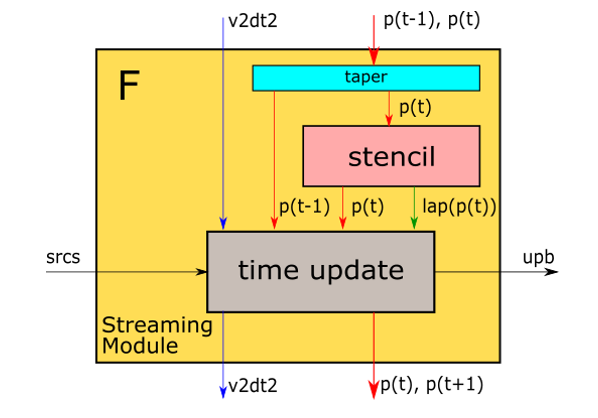 v2dt2
p(t-1), p(t)
F
taper
p(t)
stencil
p(t-1)
p(t)
lap(p(t))
srcs
time update
upb
Streaming
Module
v2dt2
p(t), p(t+1)